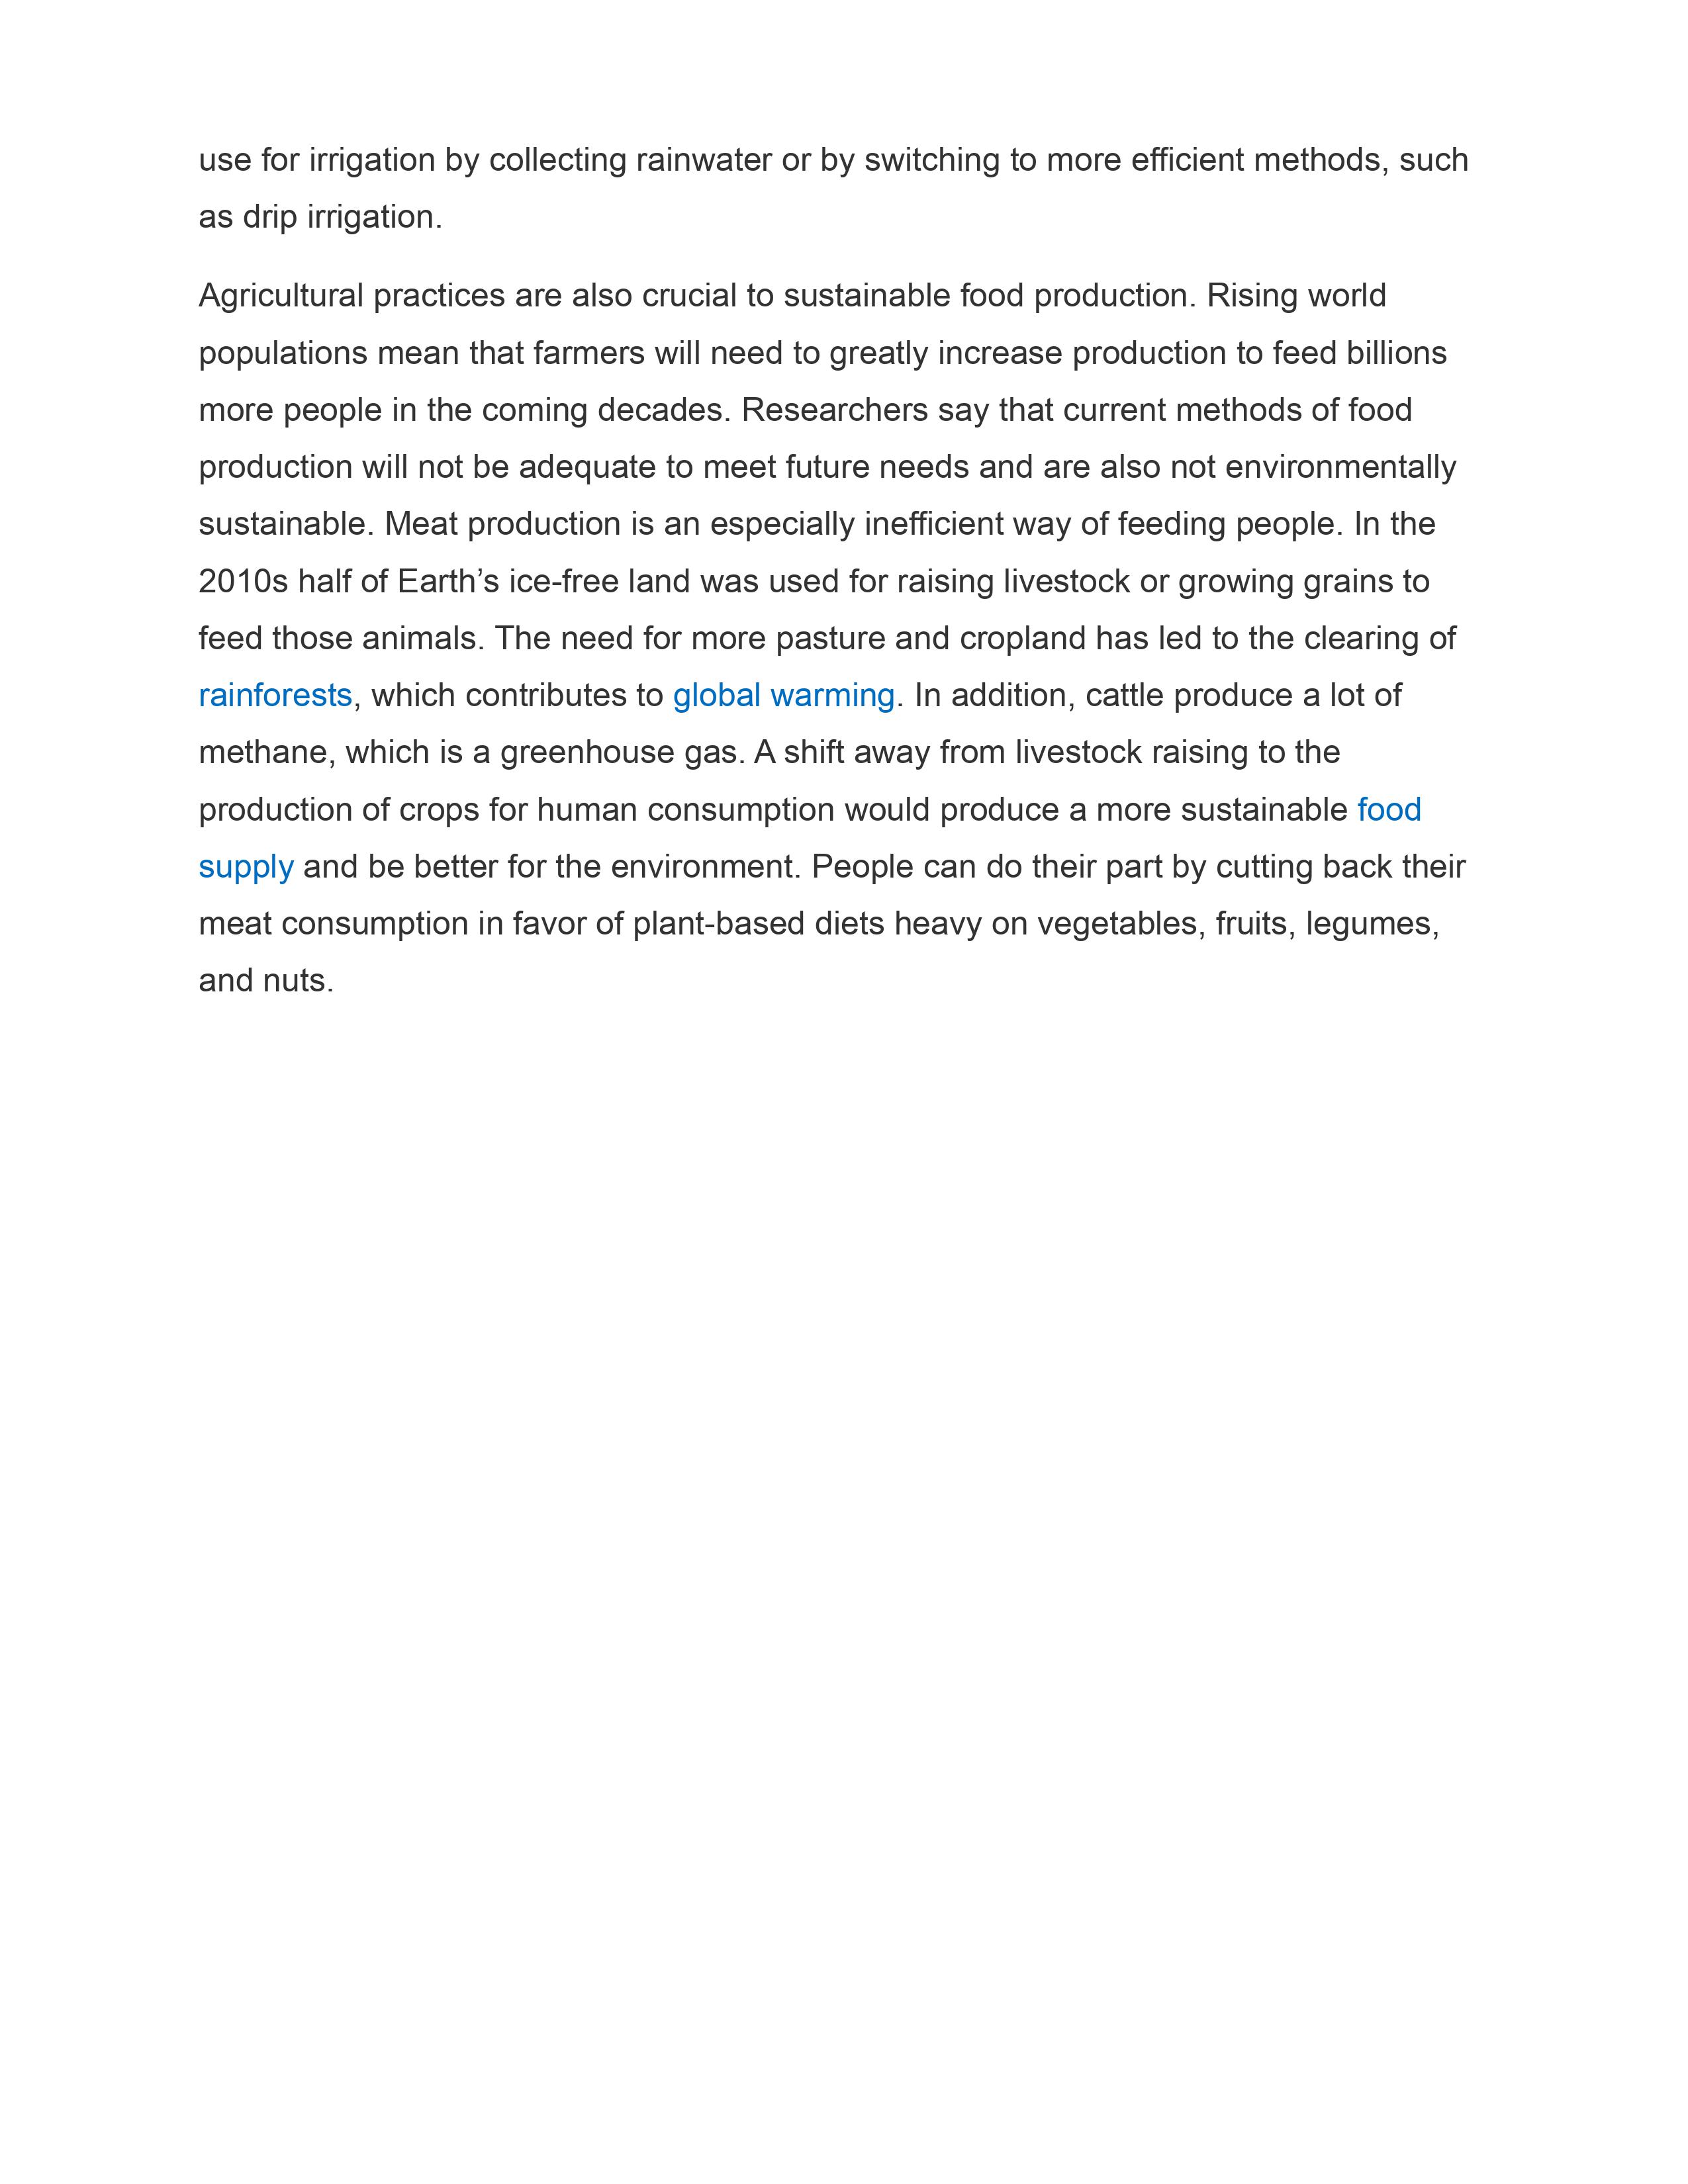 use for irrigation by collecting rainwater or by switching to more efficient methods, such
as drip irrigation.
Agricultural practices are also crucial to sustainable food production. Rising world
populations mean that farmers will need to greatly increase production to feed billions
more people in the coming decades. Researchers say that current methods of food
production will not be adequate to meet future needs and are also not environmentally
sustainable. Meat production is an especially inefficient way of feeding people. In the
2010s half of Earth’s ice-free land was used for raising livestock or growing grains to
feed those animals. The need for more pasture and cropland has led to the clearing of
rainforests, which contributes to global warming. In addition, cattle produce a lot of
methane, which is a greenhouse gas. A shift away from livestock raising to the
production of crops for human consumption would produce a more sustainable food
supply and be better for the environment. People can do their part by cutting back their
meat consumption in favor of plant-based diets heavy on vegetables, fruits, legumes,
and nuts.